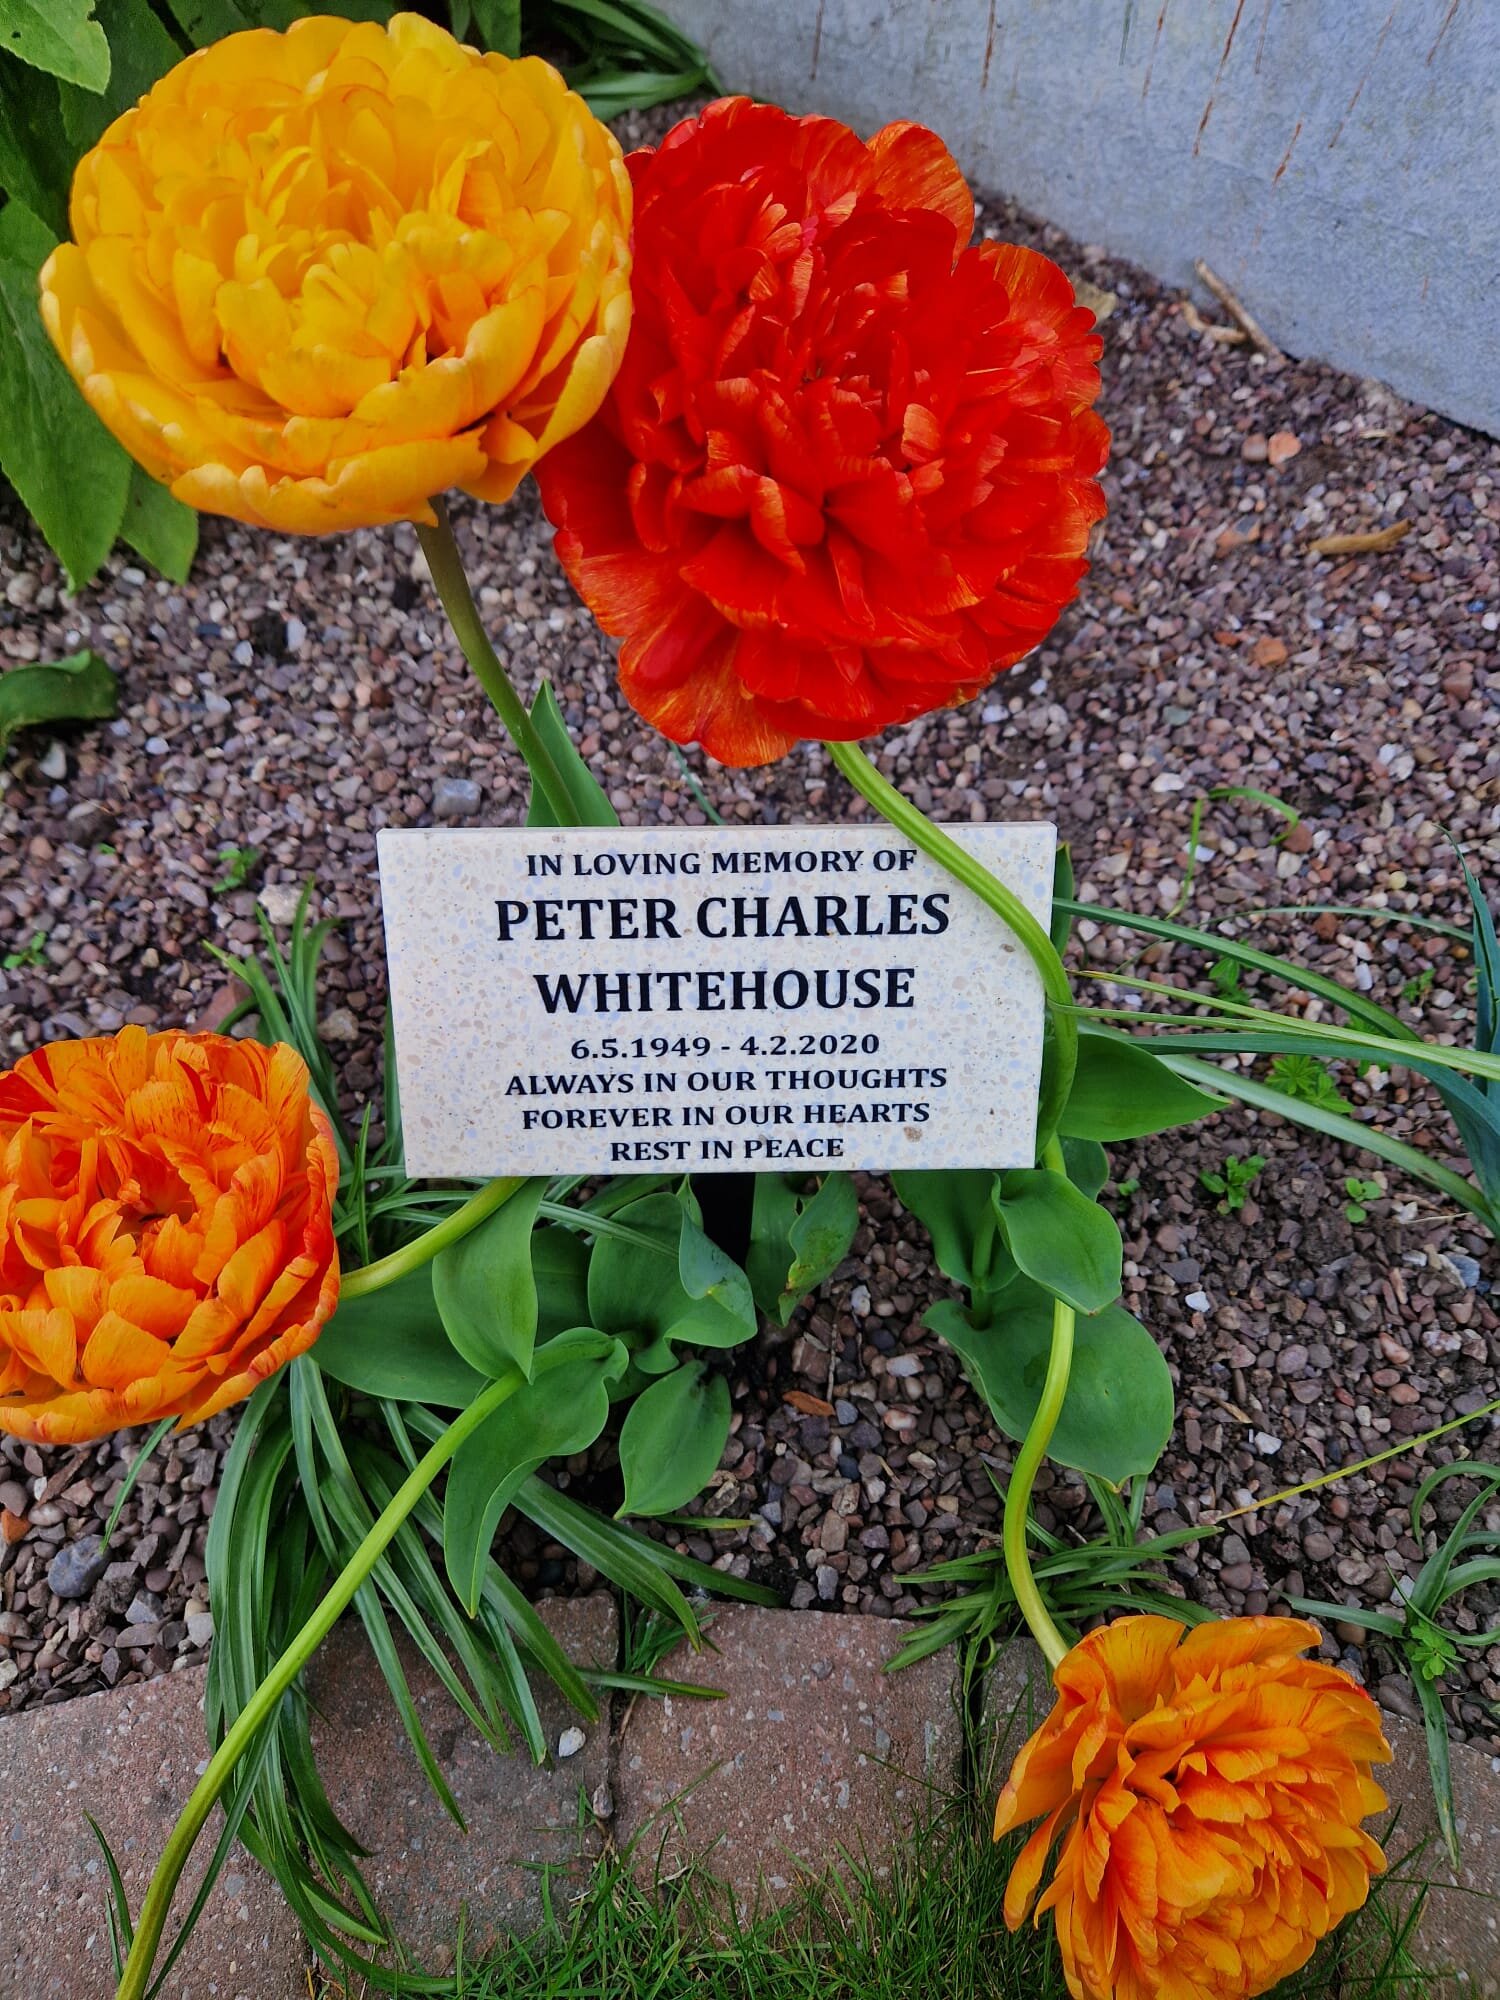 IN LOVING MEMORY OF
PETER CHARLES
WHITEHOUSE
6.5.1949 - 4.2.2020
ALWAYS IN OUR THOUGHTS
FOREVER IN OUR HEARTS
REST IN PEACE